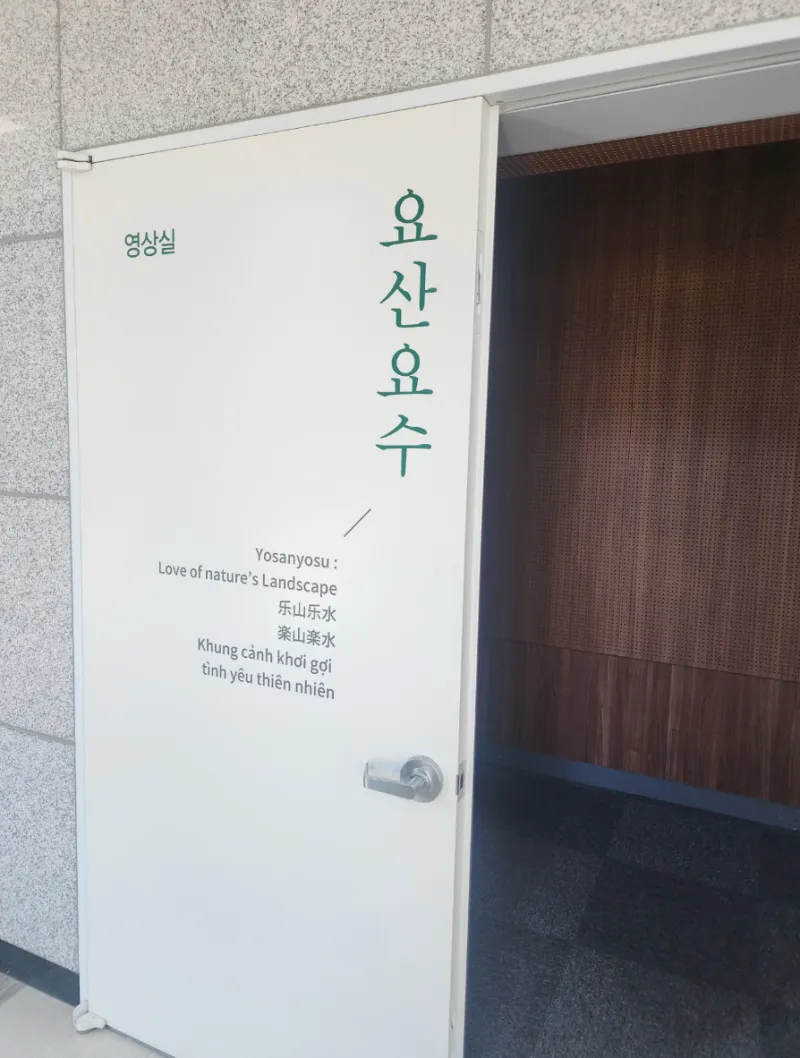 영상실
요산요수
Yosanyosu :
Love of nature's Landscape
乐山乐水
楽山楽水
Khung cảnh khơi gợi
tình yêu thiên nhiên